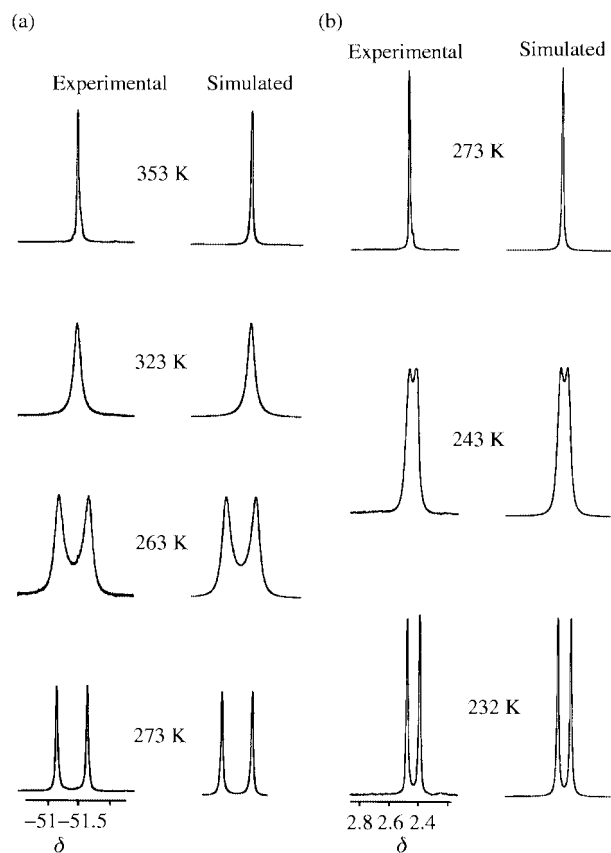 (a)
Experimental Simulated
353 K
323 K
263 K
273 K
−51 −51.5
δ
(b)
Experimental Simulated
273 K
243 K
232 K
2.8 2.6 2.4
δ